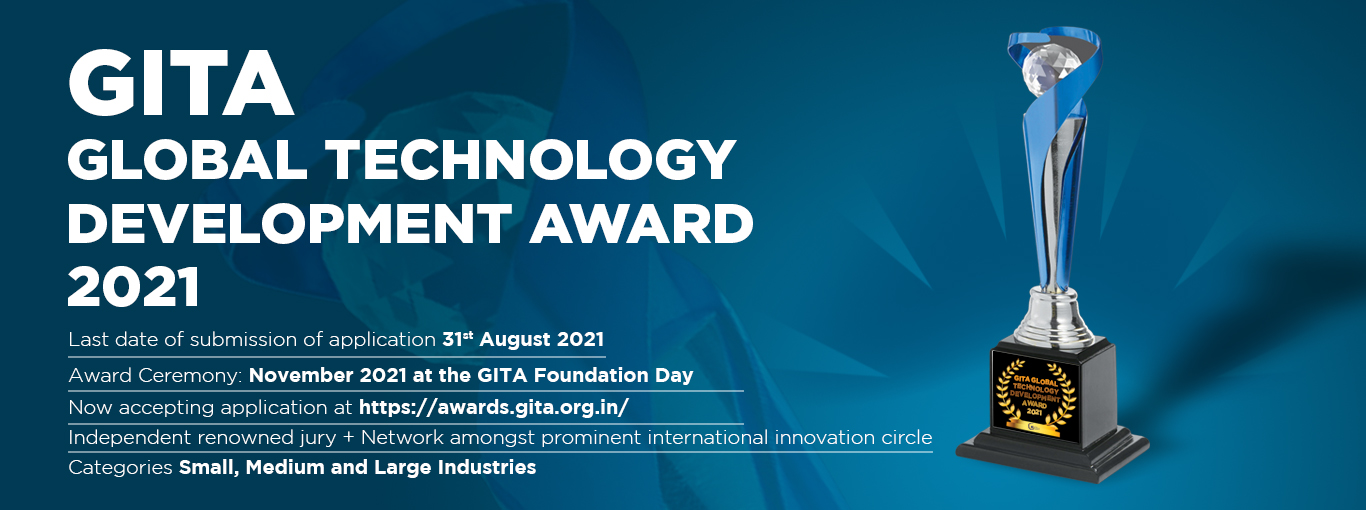 GITA
GLOBAL TECHNOLOGY
DEVELOPMENT AWARD
2021
Last date of submission of application 31st August 2021
Award Ceremony: November 2021 at the GITA Foundation Day
Now accepting application at https://awards.gita.org.in/
Independent renowned jury + Network amongst prominent international innovation circle
Categories Small, Medium and Large Industries
GITA GLOBAL
TECHNOLOGY
DEVELOPMENT
AWARD
2021